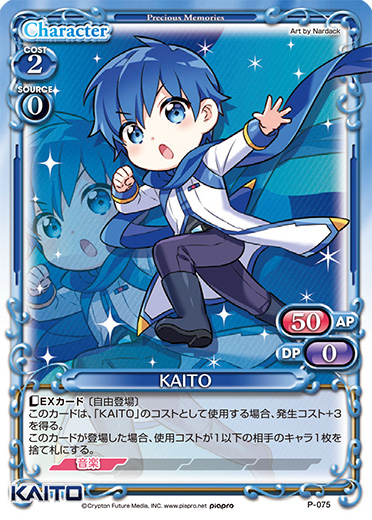 Precious Memories
Character
Art by Nardack
COST
2
SOURCE
0
50 AP
DP 0
KAITO
EXカード [自由登場]
このカードは、「KAITO」のコストとして使用する場合、発生コスト+3
を得る。
このカードが登場した場合、使用コストが1以下の相手のキャラ1枚を
捨て札にする。
音楽
KAITO
©Crypton Future Media, INC. www.piapro.net piapro
P-075